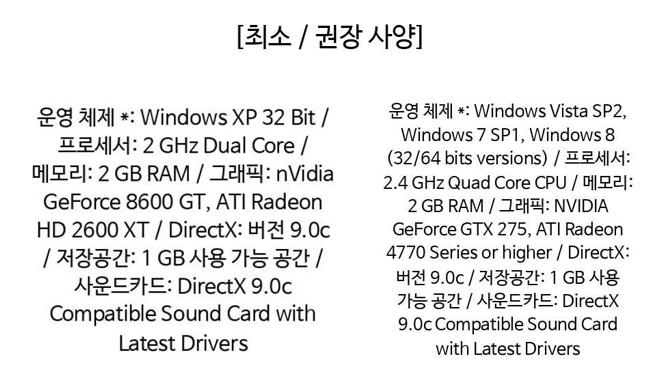 [최소 / 권장 사양]
운영 체제 *: Windows XP 32 Bit /
프로세서: 2 GHz Dual Core /
메모리: 2 GB RAM / 그래픽: nVidia
GeForce 8600 GT, ATI Radeon
HD 2600 XT / DirectX: 버전 9.0c
/ 저장공간: 1 GB 사용 가능 공간 /
사운드카드: DirectX 9.0c
Compatible Sound Card with
Latest Drivers
운영 체제 *: Windows Vista SP2,
Windows 7 SP1, Windows 8
(32/64 bits versions) / 프로세서:
2.4 GHz Quad Core CPU / 메모리:
2 GB RAM / 그래픽: NVIDIA
GeForce GTX 275, ATI Radeon
4770 Series or higher / DirectX:
버전 9.0c / 저장공간: 1 GB 사용
가능 공간 / 사운드카드: DirectX
9.0c Compatible Sound Card
with Latest Drivers